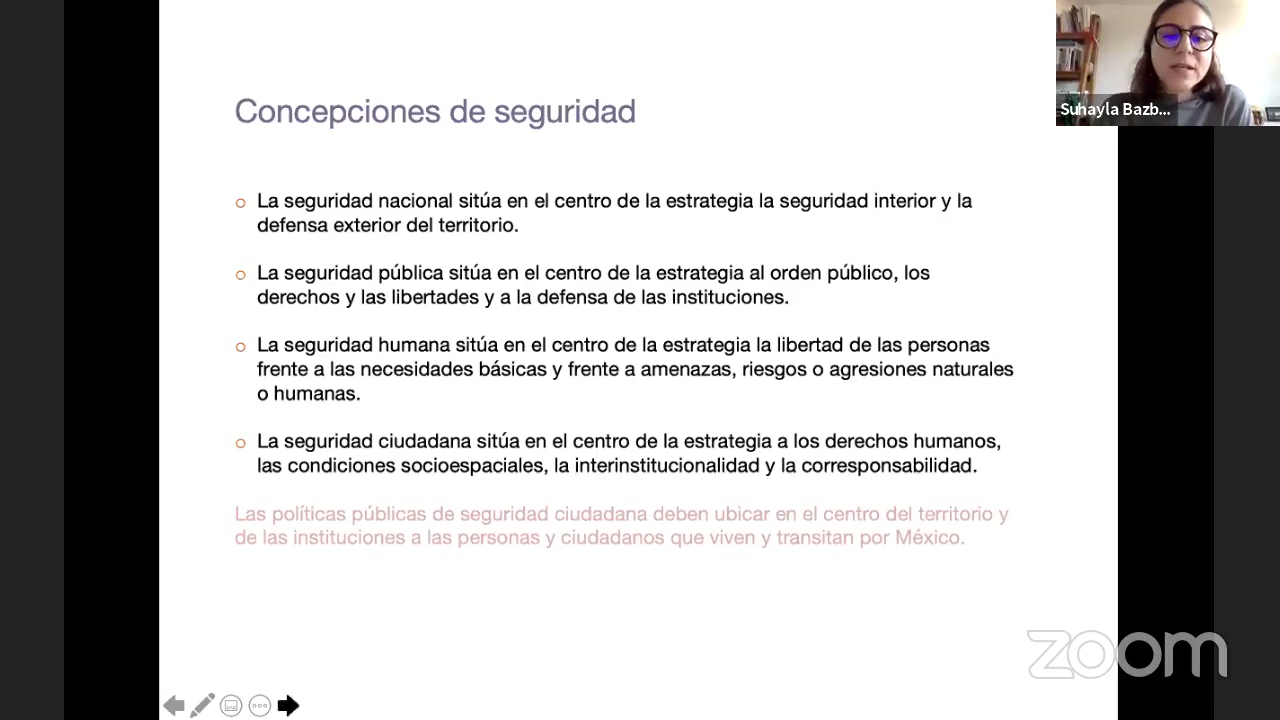 Concepciones de seguridad
La seguridad nacional sitúa en el centro de la estrategia la seguridad interior y la
defensa exterior del territorio.
La seguridad pública sitúa en el centro de la estrategia al orden público, los
derechos y las libertades y a la defensa de las instituciones.
La seguridad humana sitúa en el centro de la estrategia la libertad de las personas
frente a las necesidades básicas y frente a amenazas, riesgos o agresiones naturales
o humanas.
La seguridad ciudadana sitúa en el centro de la estrategia a los derechos humanos,
las condiciones socioespaciales, la interinstitucionalidad y la corresponsabilidad.
Las políticas públicas de seguridad ciudadana deben ubicar en el centro del territorio y
de las instituciones a las personas y ciudadanos que viven y transitan por México.
Suhayla Bazb...
zoom